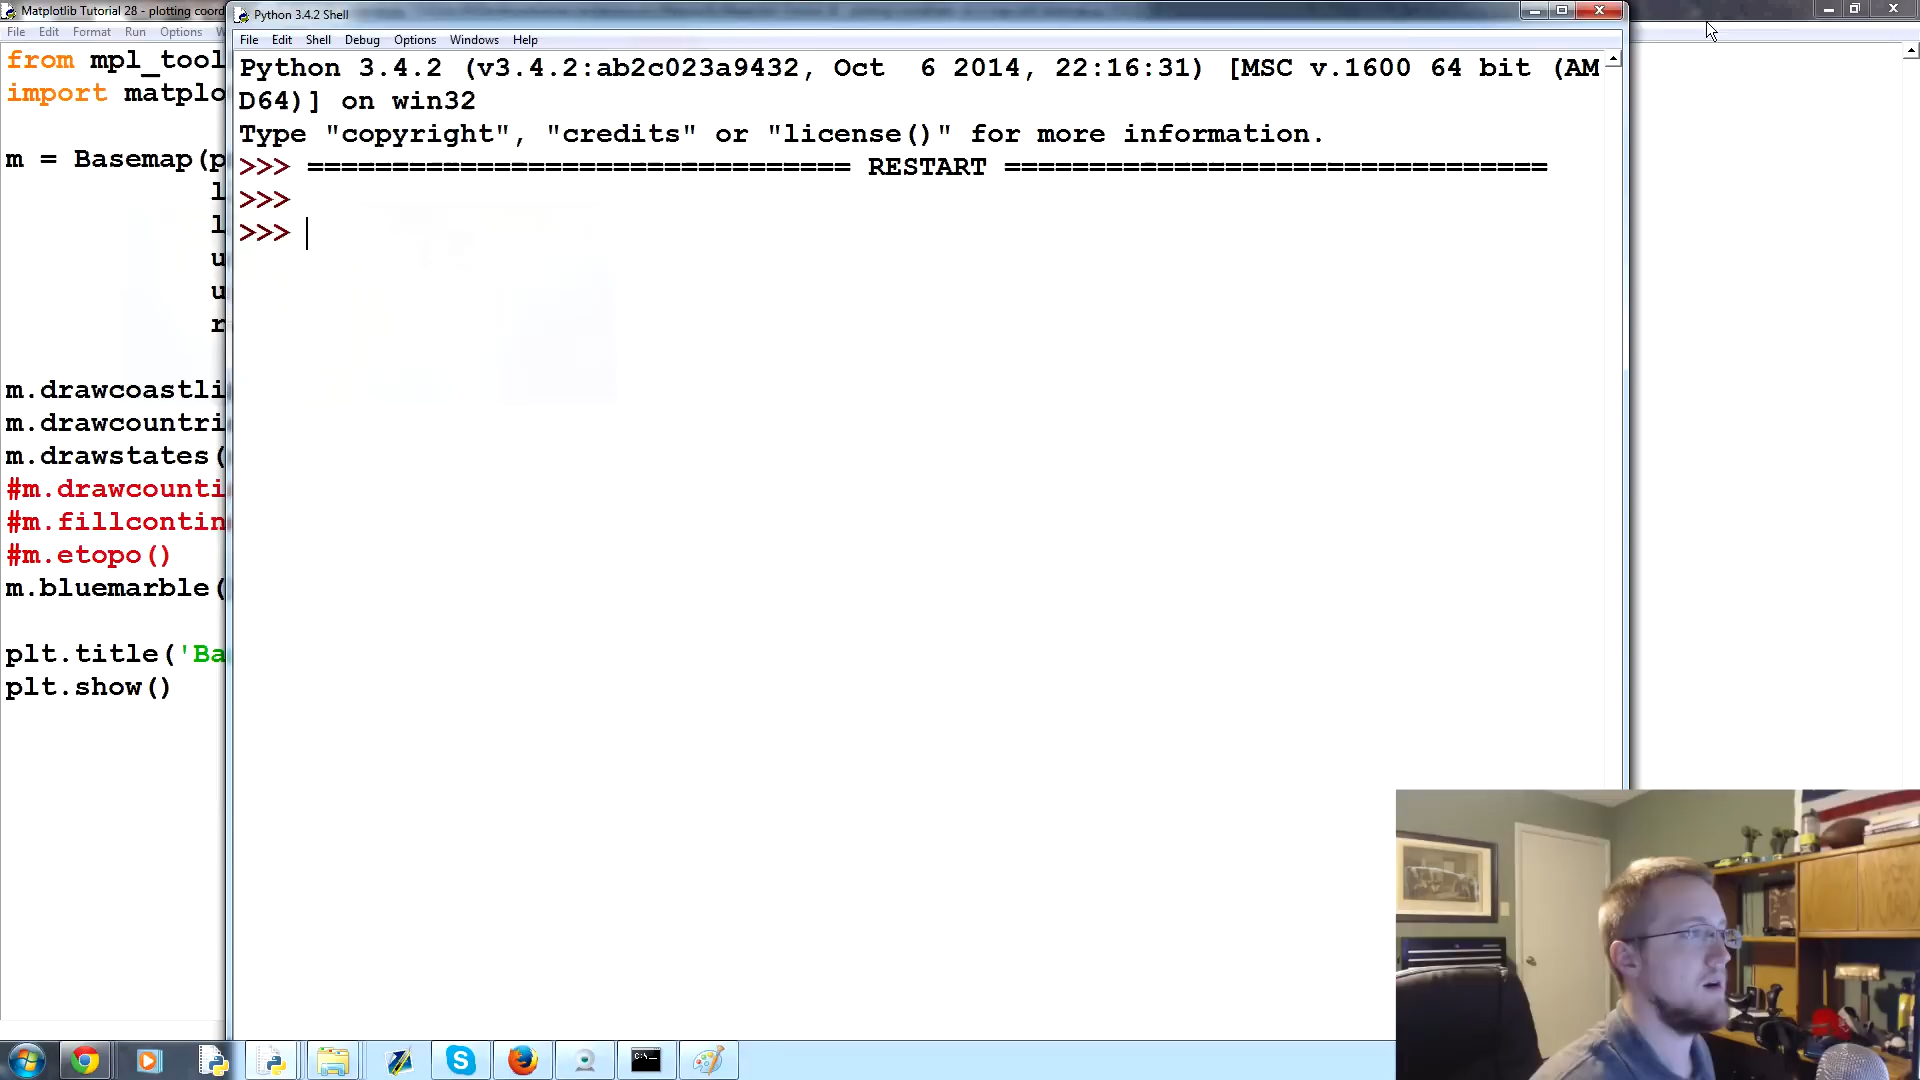 Matplotlib Tutorial 28 - plotting coord
File Edit Format Run Options W
from mpl_tool
import matplo
m = Basemap(p
l
l
u
u
r
m.drawcoastli
m.drawcountri
m.drawstates(
#m.drawcounti
#m.fillcontin
#m.etopo()
m.bluemarble(
plt.title('Ba
plt.show()
Python 3.4.2 Shell
File Edit Shell Debug Options Windows Help
Python 3.4.2 (v3.4.2:ab2c023a9432, Oct  6 2014, 22:16:31) [MSC v.1600 64 bit (AM
D64)] on win32
Type "copyright", "credits" or "license()" for more information.
>>> ================================ RESTART ================================
>>>
>>>